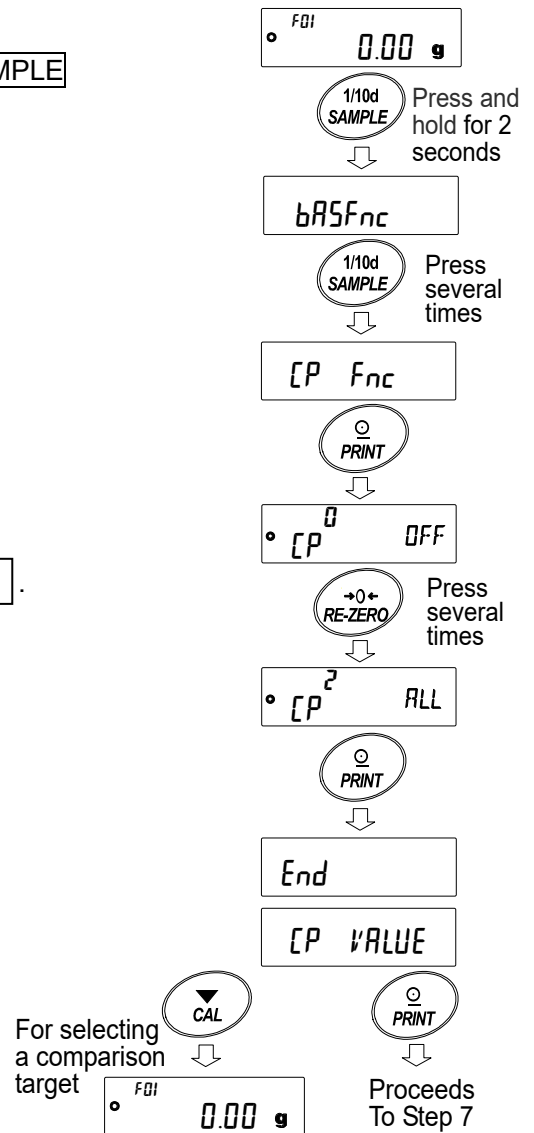 F01
0.00 g
MPLE
1/10d
SAMPLE
Press and
hold for 2
seconds
bASFnc
1/10d
SAMPLE
Press
several
times
CP Fnc
PRINT
0
CP OFF
.
→0←
RE-ZERO
Press
several
times
2
CP ALL
PRINT
End
CP VALUE
CAL
PRINT
For selecting
a comparison
target
F01
0.00 g
Proceeds
To Step 7